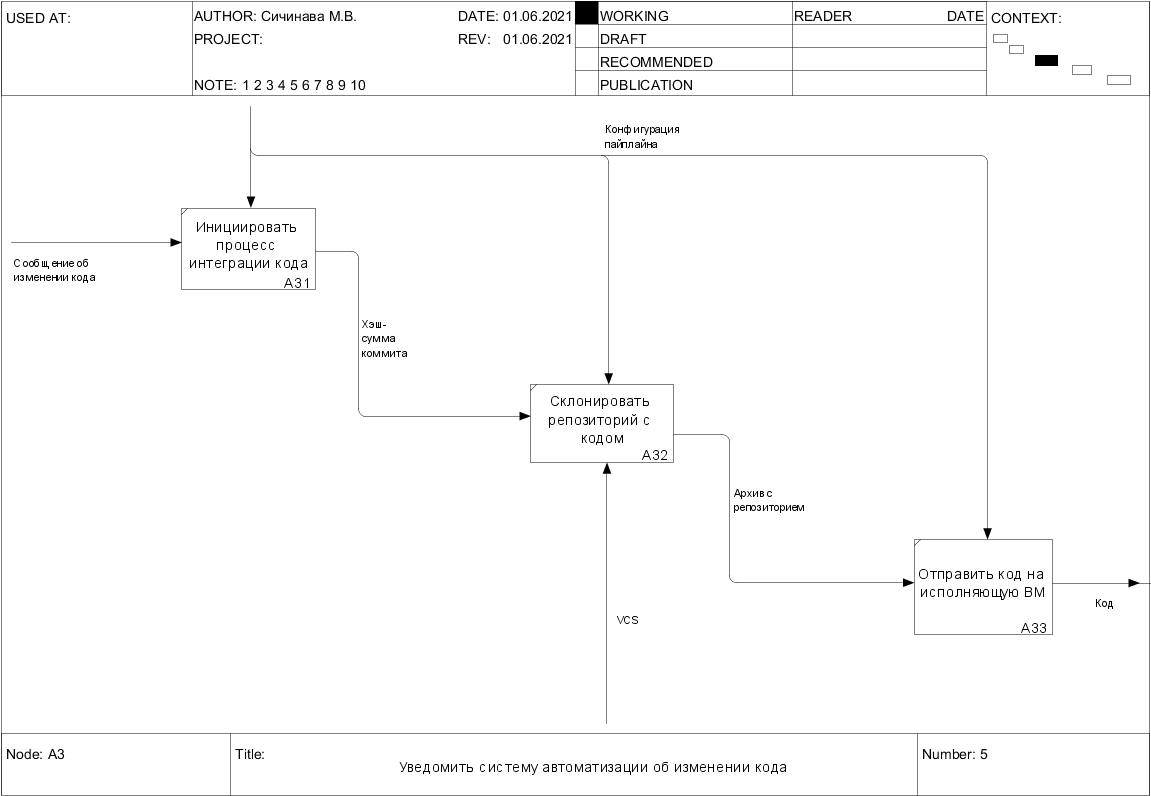 USED AT:
AUTHOR: Сичинава М.В.
DATE: 01.06.2021
PROJECT:
REV: 01.06.2021
NOTE: 1 2 3 4 5 6 7 8 9 10
WORKING
DRAFT
RECOMMENDED
PUBLICATION
READER
DATE
CONTEXT:
Конфигурация
пайплайна
Инициировать
процесс
интеграции кода
A31
Сообщение об
изменении кода
Хэш-
сумма
коммита
Склонировать
репозиторий с
кодом
A32
Архив с
репозиторием
Отправить код на
исполняющую ВМ
A33
Код
VCS
Node: A3
Title:
Уведомить систему автоматизации об изменении кода
Number: 5